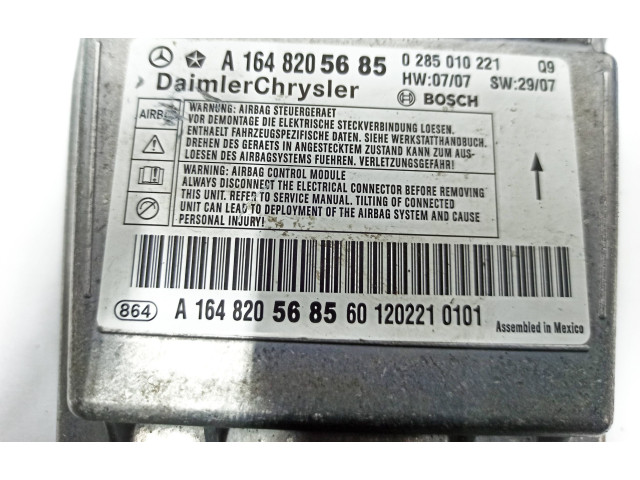 A 164 820 56 85 0 285 010 221 Q9
DaimlerChrysler HW:07/07 SW:29/07
BOSCH
AIRB
WARNUNG: AIRBAG STEUERGERAET
VOR DEMONTAGE DIE ELEKTRISCHE STECKVERBINDUNG LOESEN.
ENTHAELT FAHRZEUGSPEZIFISCHE DATEN. SIEHE WERKSTATTHANDBUCH.
DREHEN DES GERAETS IN ANGESTECKTEM ZUSTAND KANN ZUM AUS-
LOESEN DES AIRBAGSYSTEMS FUEHREN. VERLETZUNGSGEFAHR!
WARNING: AIRBAG CONTROL MODULE
ALWAYS DISCONNECT THE ELECTRICAL CONNECTOR BEFORE REMOVING
THIS UNIT. REFER TO SERVICE MANUAL. TILTING OF CONNECTED
UNIT CAN LEAD TO DEPLOYMENT OF THE AIRBAG SYSTEM AND CAUSE
PERSONAL INJURY!
864 A 164 820 56 85 60 120221 0101
Assembled in Mexico